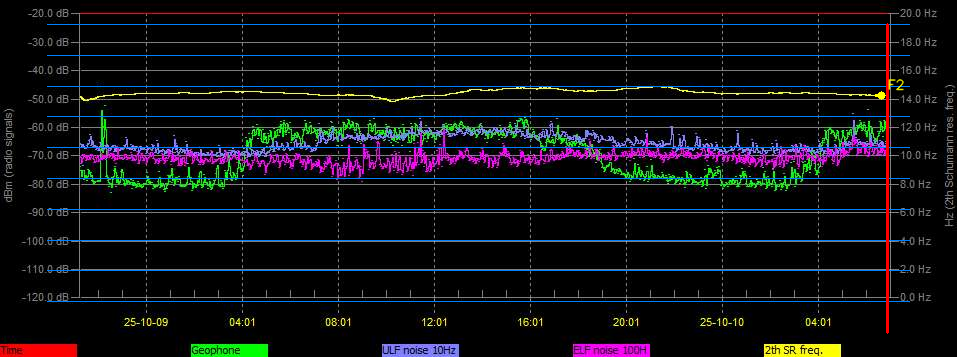 -20.0 dB 20.0 Hz
-30.0 dB 18.0 Hz
-40.0 dB 16.0 Hz
-50.0 dB F2 14.0 Hz
-60.0 dB 12.0 Hz
-70.0 dB 10.0 Hz
-80.0 dB 8.0 Hz
-90.0 dB 6.0 Hz
-100.0 dB 4.0 Hz
-110.0 dB 2.0 Hz
-120.0 dB 0.0 Hz
dBm (radio signals)
Hz (2th Schumann res. freq.)
25-10-09 04:01 08:01 12:01 16:01 20:01 25-10-10 04:01
Time Geophone ULF noise 10Hz ELF noise 100H 2th SR freq.